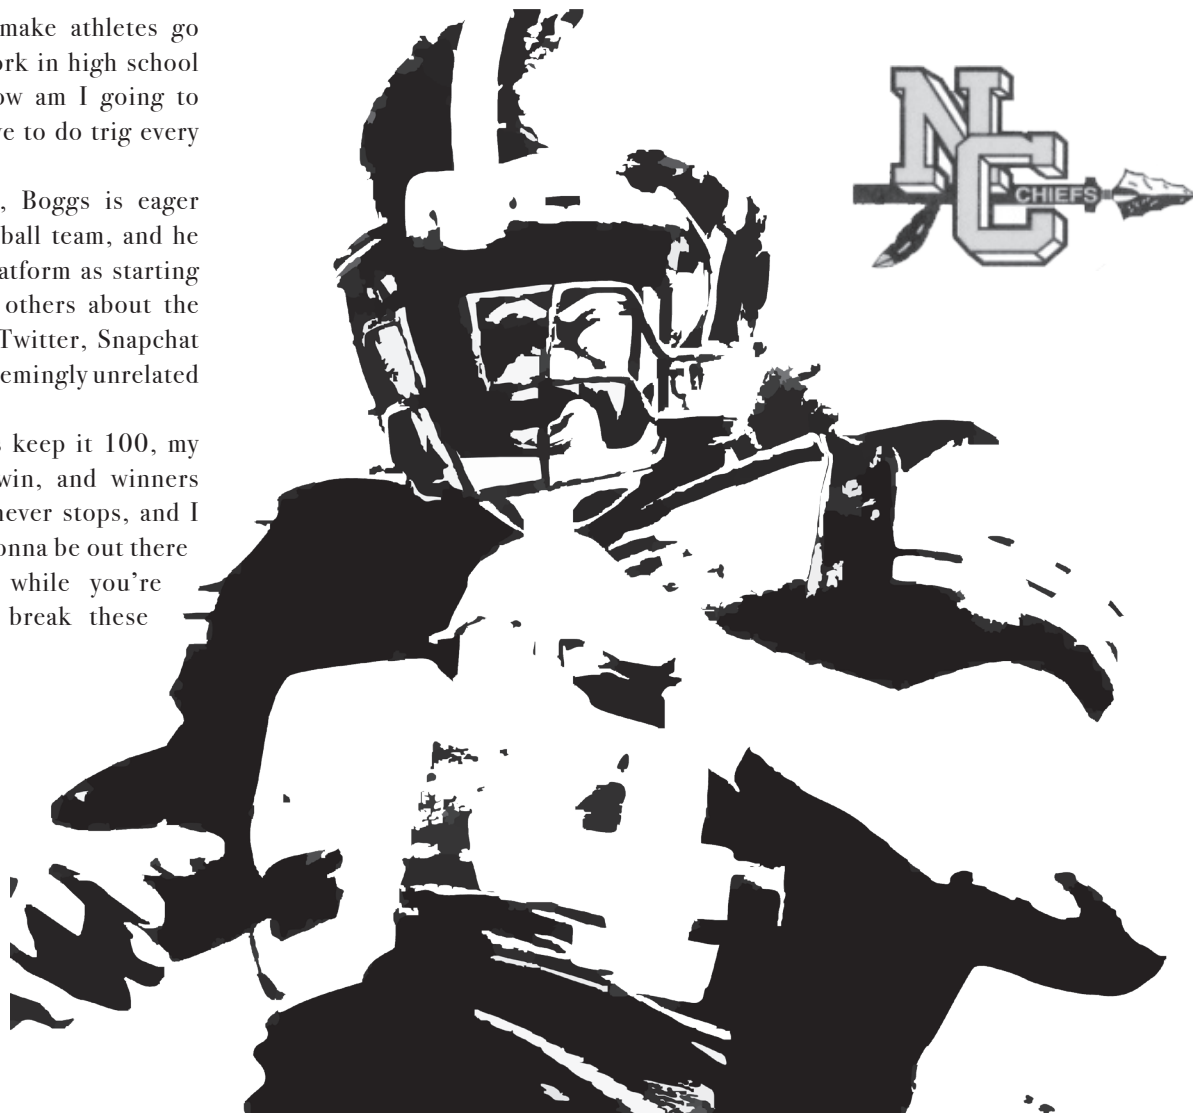 make athletes go
ork in high school
ow am I going to
ve to do trig every
, Boggs is eager
ball team, and he
atform as starting
others about the
Twitter, Snapchat
emingly unrelated
s keep it 100, my
win, and winners
never stops, and I
onna be out there
while you’re
break these
NC
CHIEFS